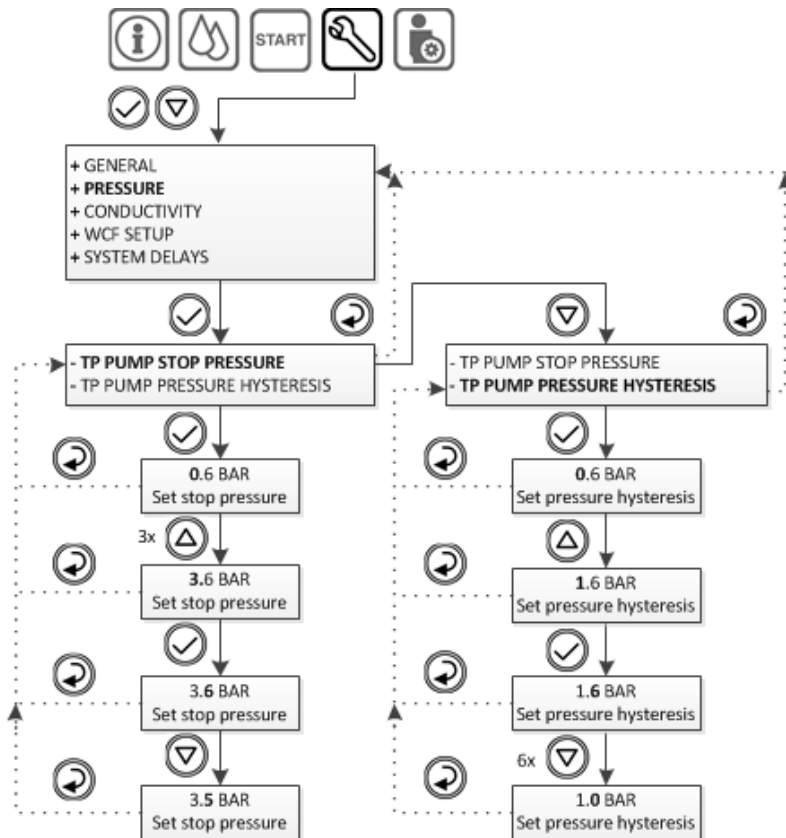 START
+ GENERAL
+ PRESSURE
+ CONDUCTIVITY
+ WCF SETUP
+ SYSTEM DELAYS
- TP PUMP STOP PRESSURE
- TP PUMP PRESSURE HYSTERESIS
- TP PUMP STOP PRESSURE
- TP PUMP PRESSURE HYSTERESIS
0.6 BAR
Set stop pressure
3x
3.6 BAR
Set stop pressure
3.6 BAR
Set stop pressure
3.5 BAR
Set stop pressure
0.6 BAR
Set pressure hysteresis
1.6 BAR
Set pressure hysteresis
1.6 BAR
Set pressure hysteresis
6x
1.0 BAR
Set pressure hysteresis